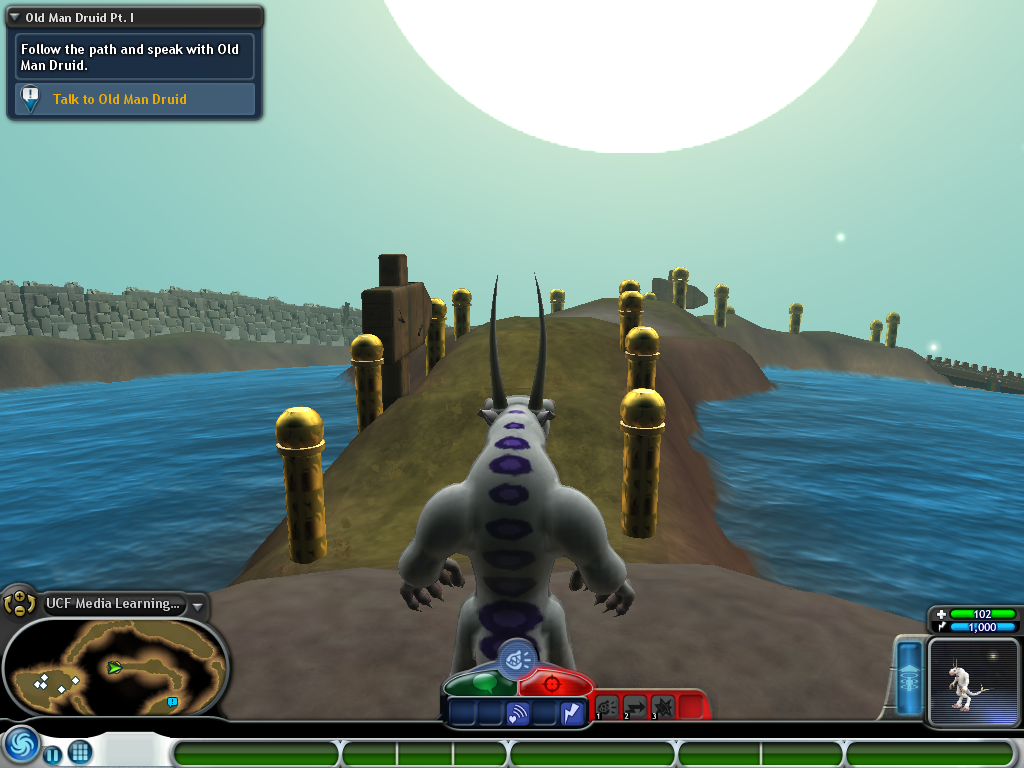 Old Man Druid Pt. I
Follow the path and speak with Old
Man Druid.
Talk to Old Man Druid
UCF Media Learning...
102
1,000
1 2 3